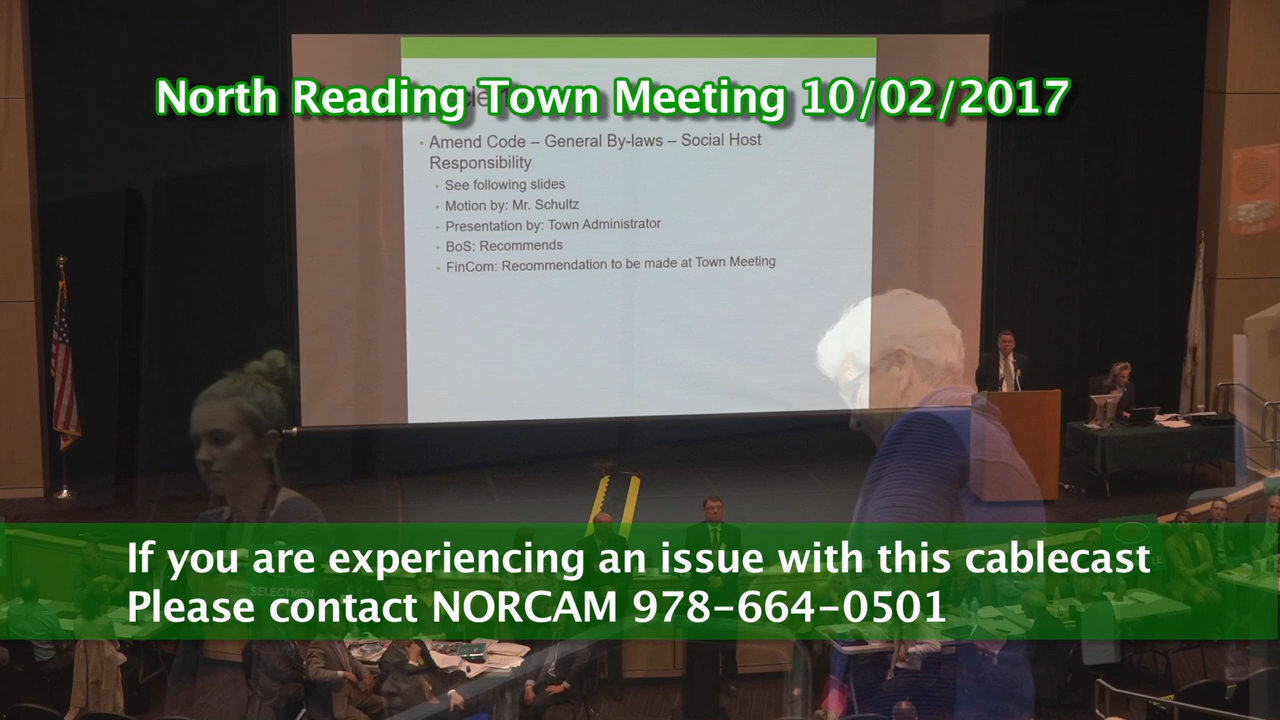 North Reading Town Meeting 10/02/2017
• Amend Code – General By-laws – Social Host
Responsibility
• See following slides
• Motion by: Mr. Schultz
• Presentation by: Town Administrator
• BoS: Recommends
• FinCom: Recommendation to be made at Town Meeting
If you are experiencing an issue with this cablecast
SELECTMEN
Please contact NORCAM 978-664-0501